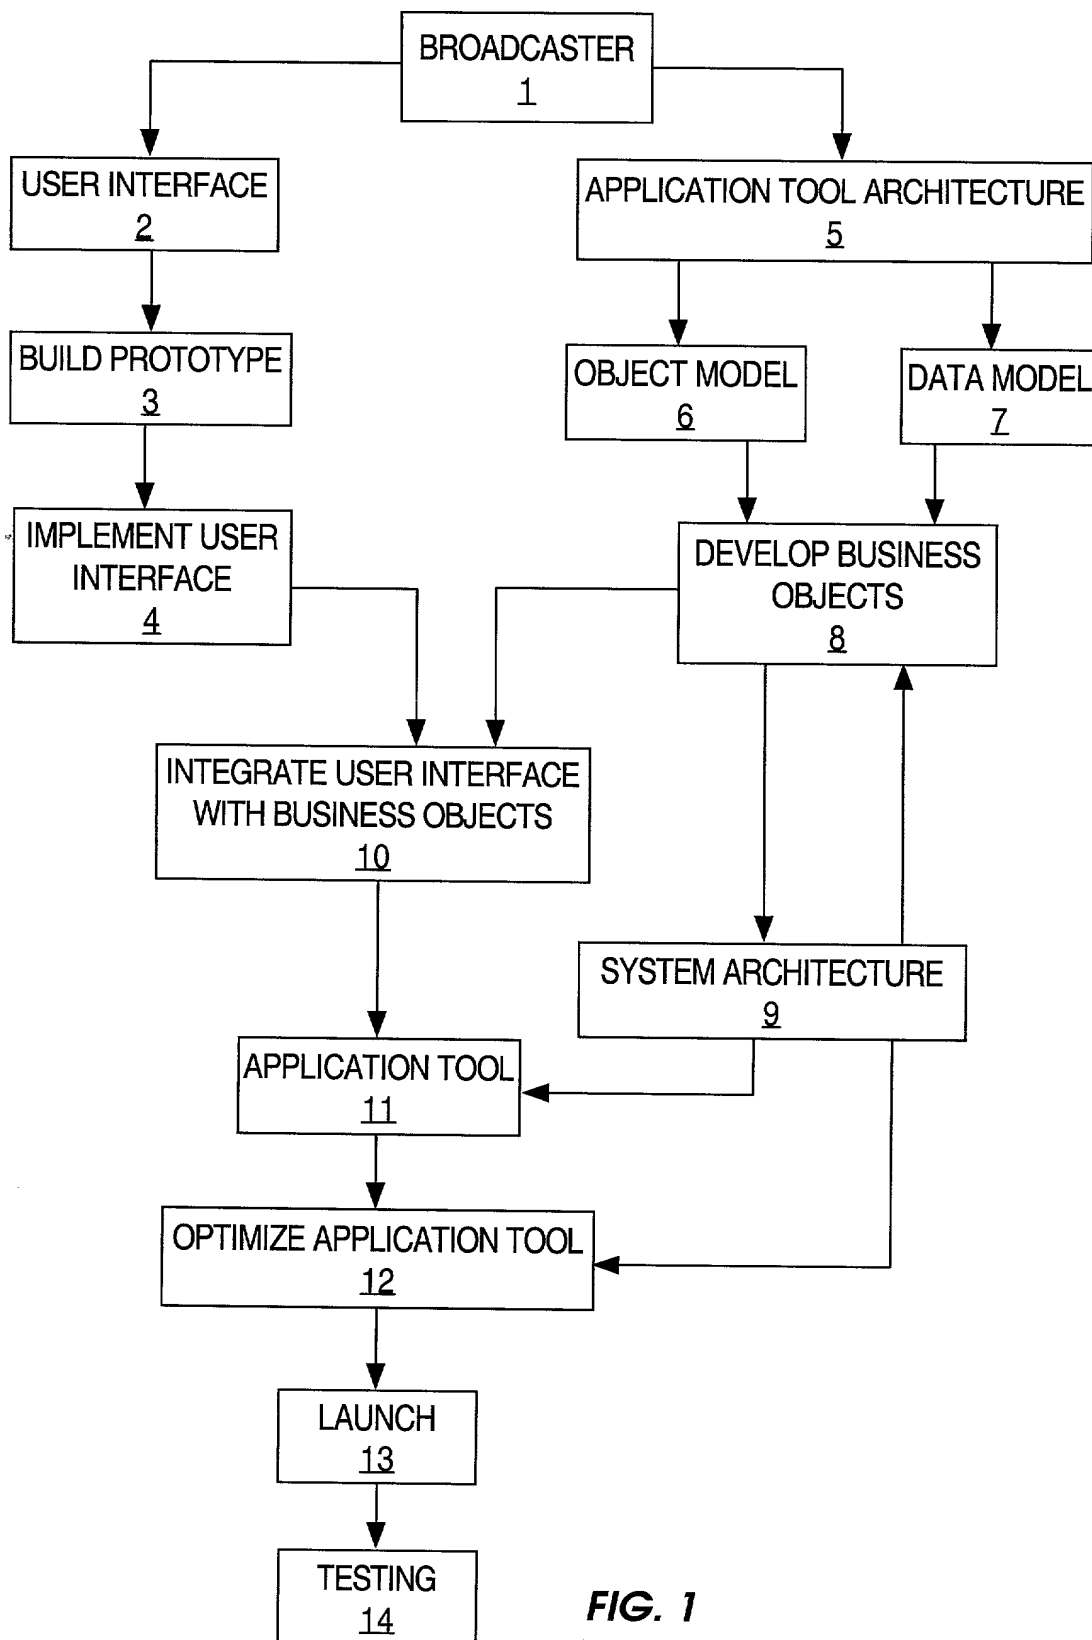 BROADCASTER
1
USER INTERFACE
2
APPLICATION TOOL ARCHITECTURE
5
BUILD PROTOTYPE
3
OBJECT MODEL
6
DATA MODEL
7
IMPLEMENT USER
INTERFACE
4
DEVELOP BUSINESS
OBJECTS
8
INTEGRATE USER INTERFACE
WITH BUSINESS OBJECTS
10
SYSTEM ARCHITECTURE
9
APPLICATION TOOL
11
OPTIMIZE APPLICATION TOOL
12
LAUNCH
13
TESTING
14
FIG. 1